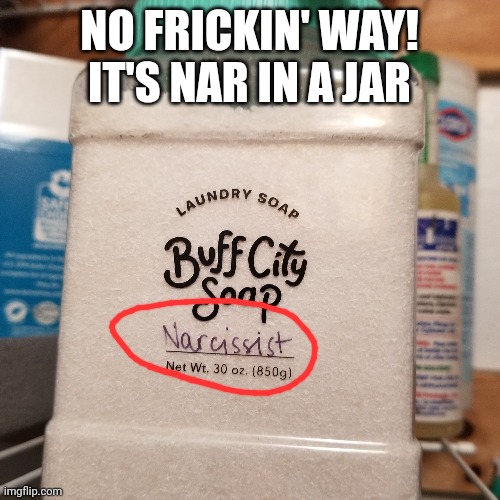 NO FRICKIN' WAY!
IT'S NAR IN A JAR
LAUNDRY SOAP
Buff City
Soap
Narcissist
Net Wt. 30 oz. (850g)
imgflip.com